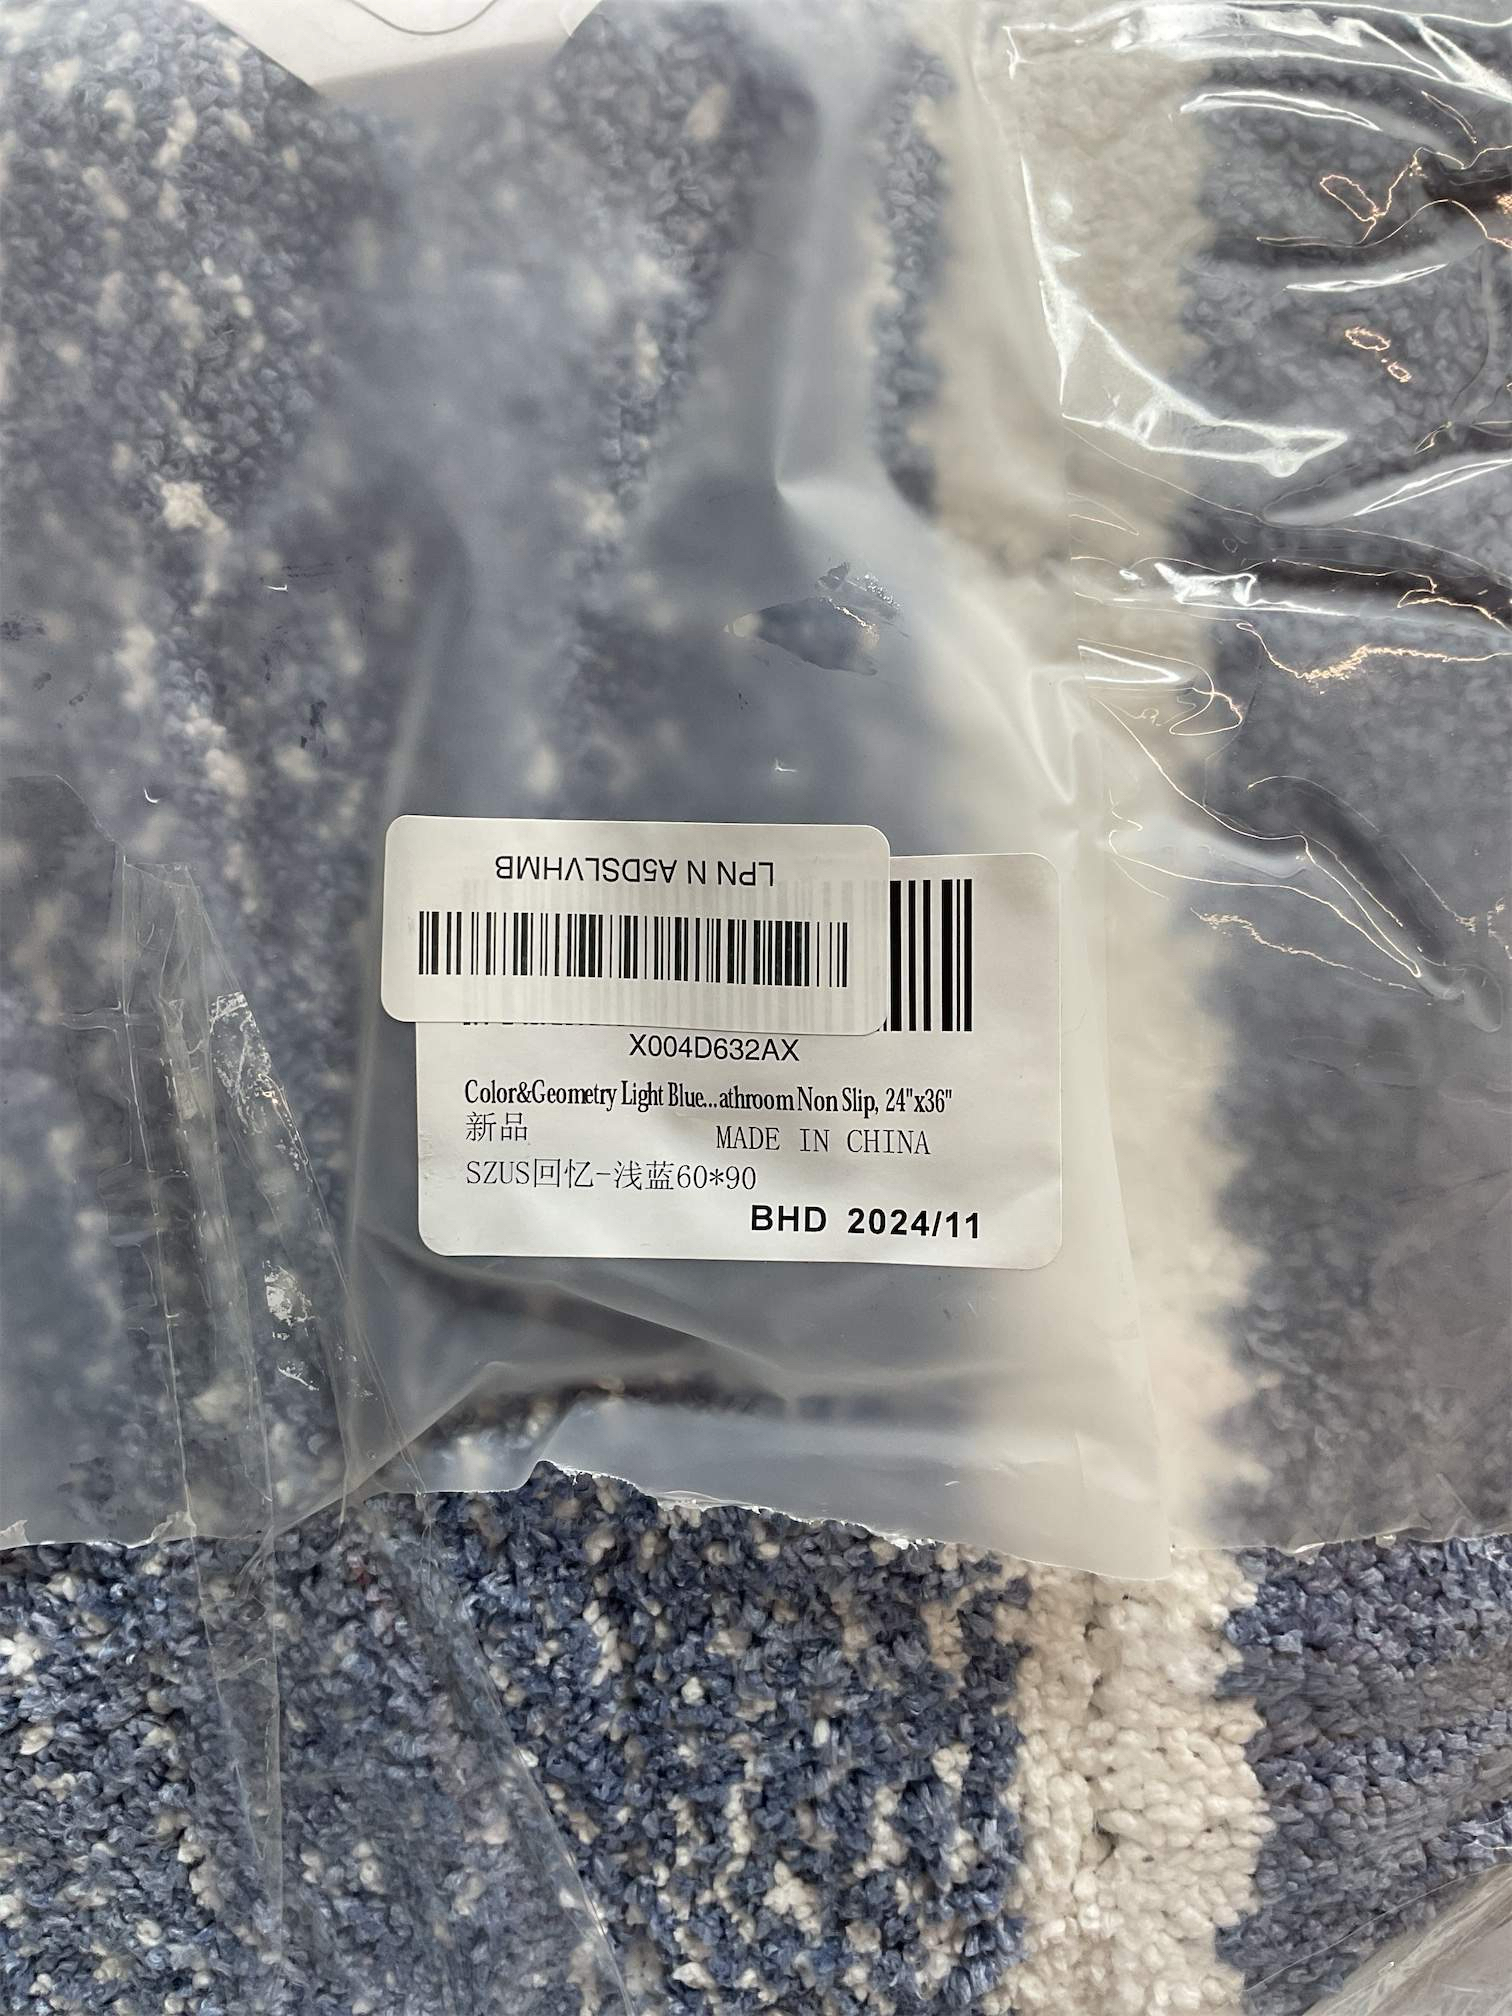 LPN N A5DSLVHMB
X004D632AX
Color&Geometry Light Blue...athroom Non Slip, 24"x36"
新品
MADE IN CHINA
SZUS回忆-浅蓝60*90
BHD 2024/11